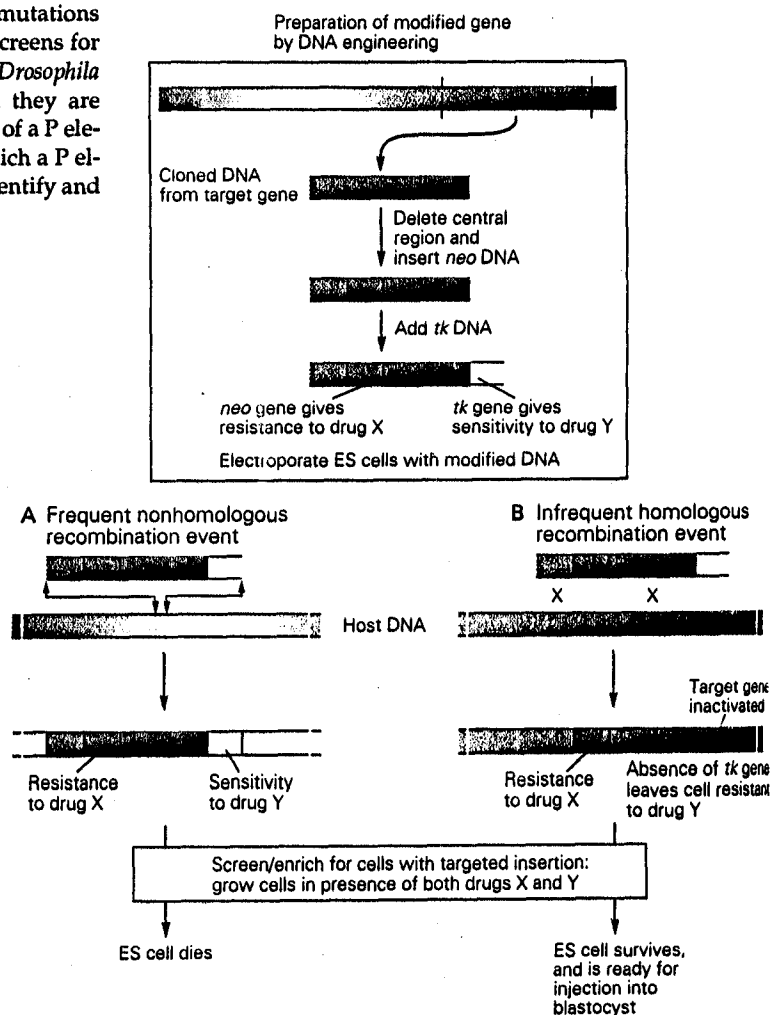 mutations
creens for
Drosophila
they are
of a P ele-
ich a P el-
entify and
Preparation of modified gene
by DNA engineering
Cloned DNA
from target gene
Delete central
region and
insert neo DNA
Add tk DNA
neo gene gives
resistance to drug X
tk gene gives
sensitivity to drug Y
Electroporate ES cells with modified DNA
A Frequent nonhomologous
recombination event
B Infrequent homologous
recombination event
X X
Host DNA
Target gene
inactivated
Resistance
to drug X
Sensitivity
to drug Y
Resistance
to drug X
Absence of tk gene
leaves cell resistant
to drug Y
Screen/enrich for cells with targeted insertion:
grow cells in presence of both drugs X and Y
ES cell dies
ES cell survives,
and is ready for
injection into
blastocyst